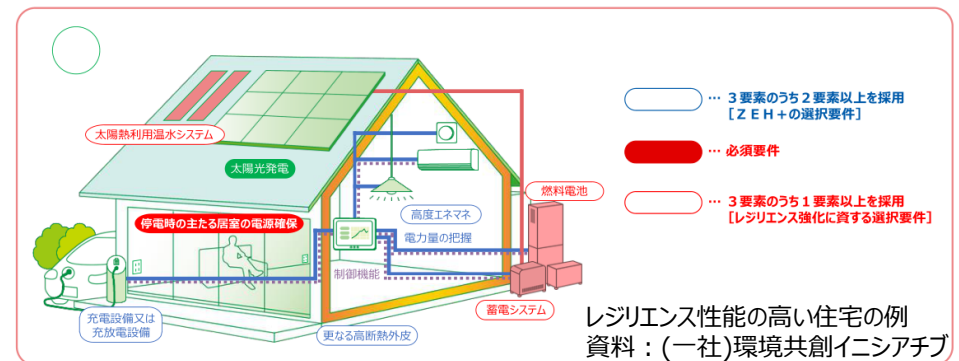 太陽熱利用温水システム
太陽光発電
停電時の主たる居室の電源確保
高度エネマネ
電力量の把握
制御機能
燃料電池
蓄電システム
充電設備又は
充放電設備
更なる高断熱外皮
… 3要素のうち2要素以上を採用
[ZEH+の選択要件]
… 必須要件
… 3要素のうち1要素以上を採用
[レジリエンス強化に資する選択要件]
レジリエンス性能の高い住宅の例
資料:(一社)環境共創イニシアチブ